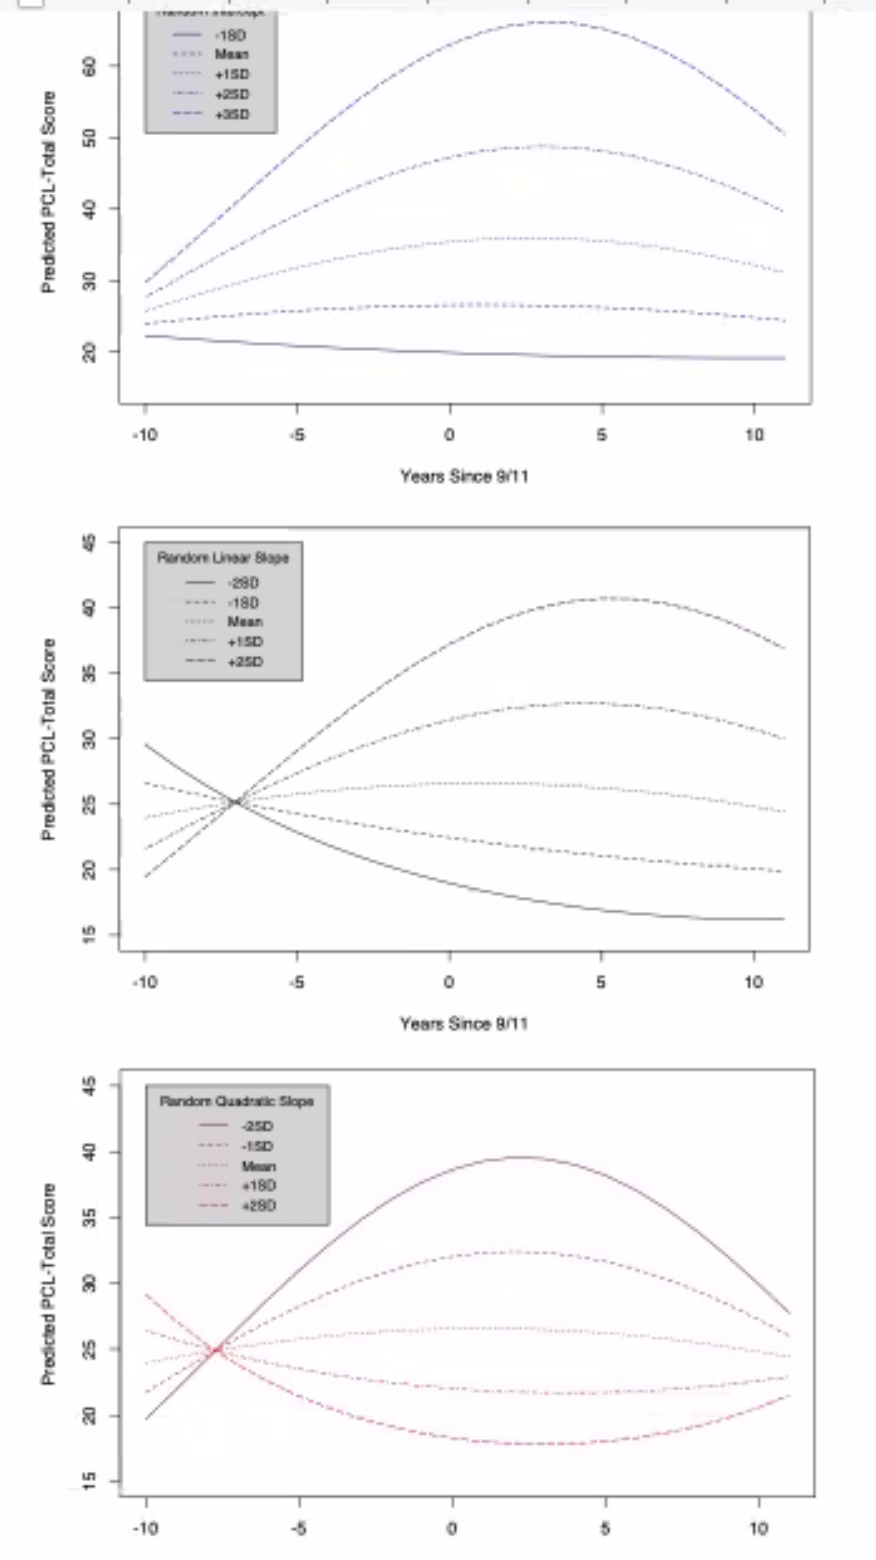 Random Intercept
-1SD
Mean
+1SD
+2SD
+3SD
Predicted PCL-Total Score
60
50
40
30
20
-10 -5 0 5 10
Years Since 9/11
Random Linear Slope
-2SD
-1SD
Mean
+1SD
+2SD
Predicted PCL-Total Score
45
40
35
30
25
20
15
-10 -5 0 5 10
Years Since 9/11
Random Quadratic Slope
-2SD
-1SD
Mean
+1SD
+2SD
Predicted PCL-Total Score
45
40
35
30
25
20
15
-10 -5 0 5 10